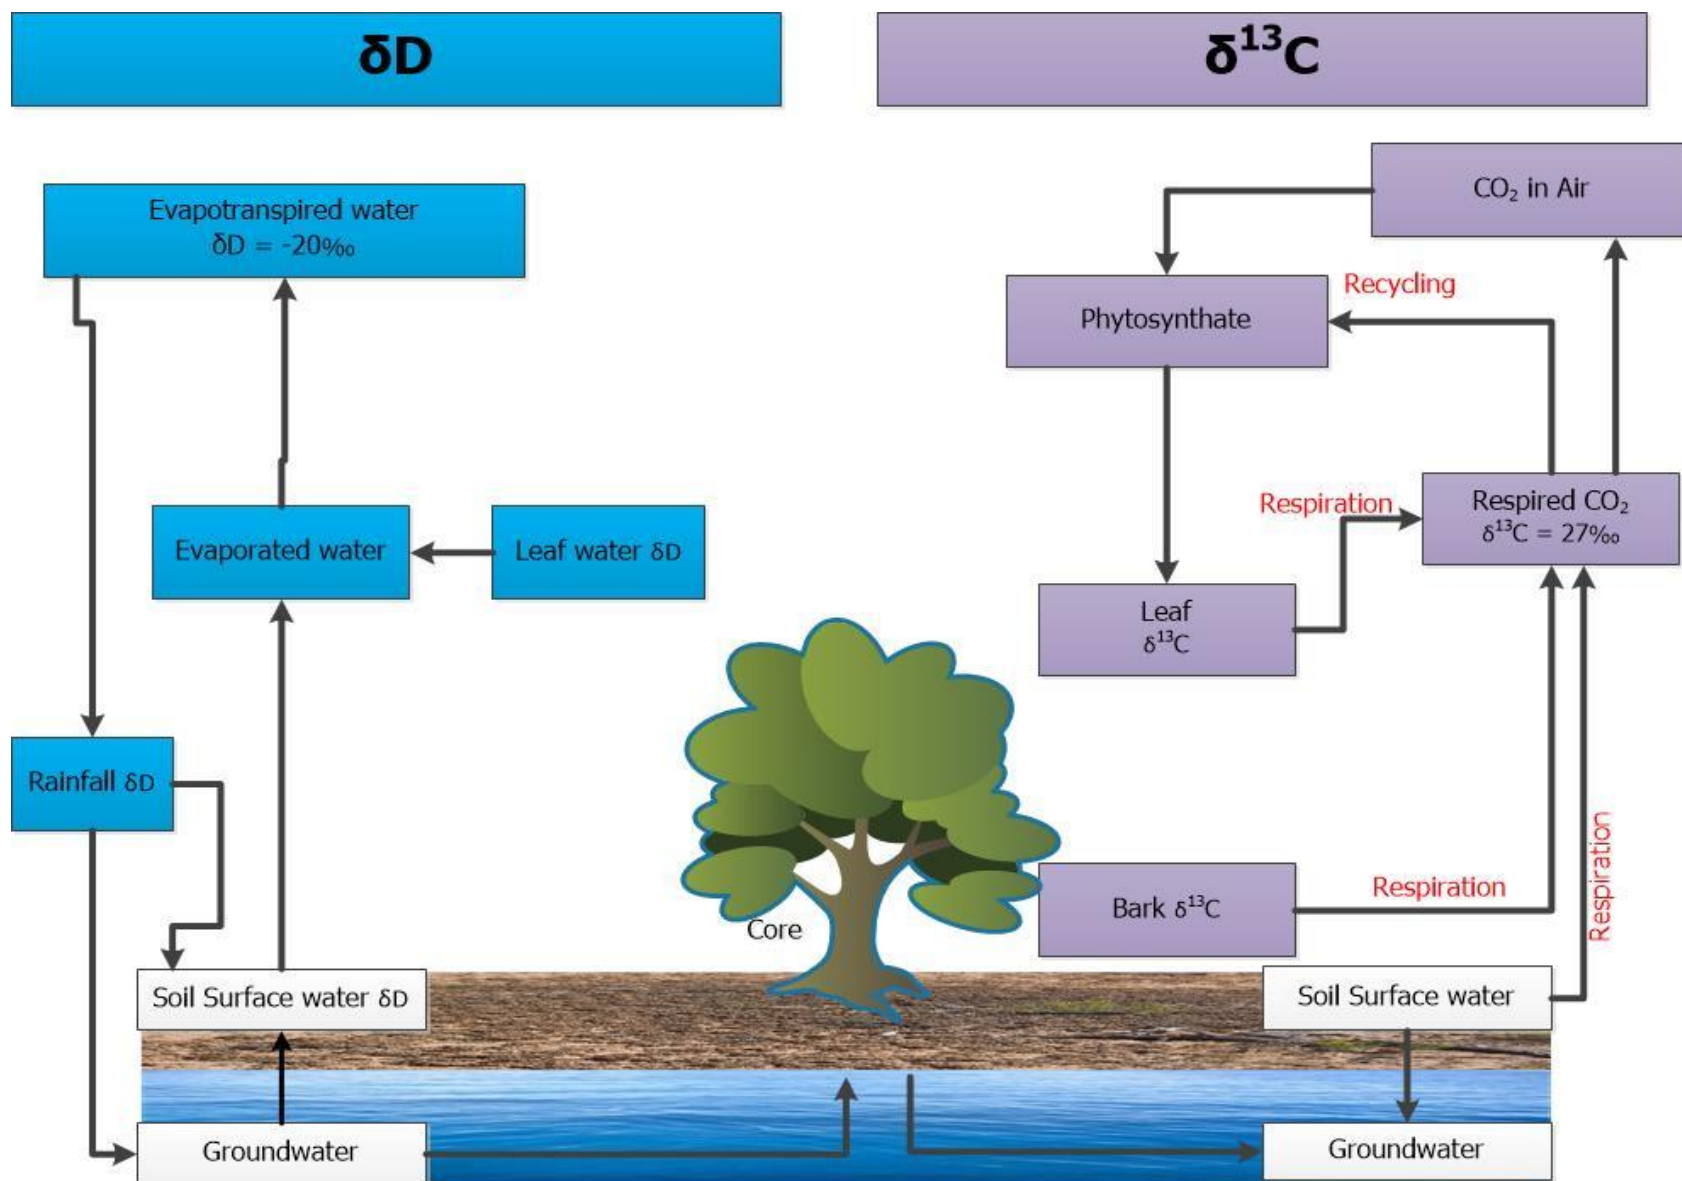 δD
δ¹³C
CO₂ in Air
Evapotranspired water
δD = -20‰
Recycling
Phytosynthate
Respiration
Respired CO₂
δ¹³C = 27‰
Evaporated water
Leaf water δD
Leaf
δ¹³C
Rainfall δD
Respiration
Bark δ¹³C
Respiration
Core
Soil Surface water δD
Soil Surface water
Groundwater
Groundwater